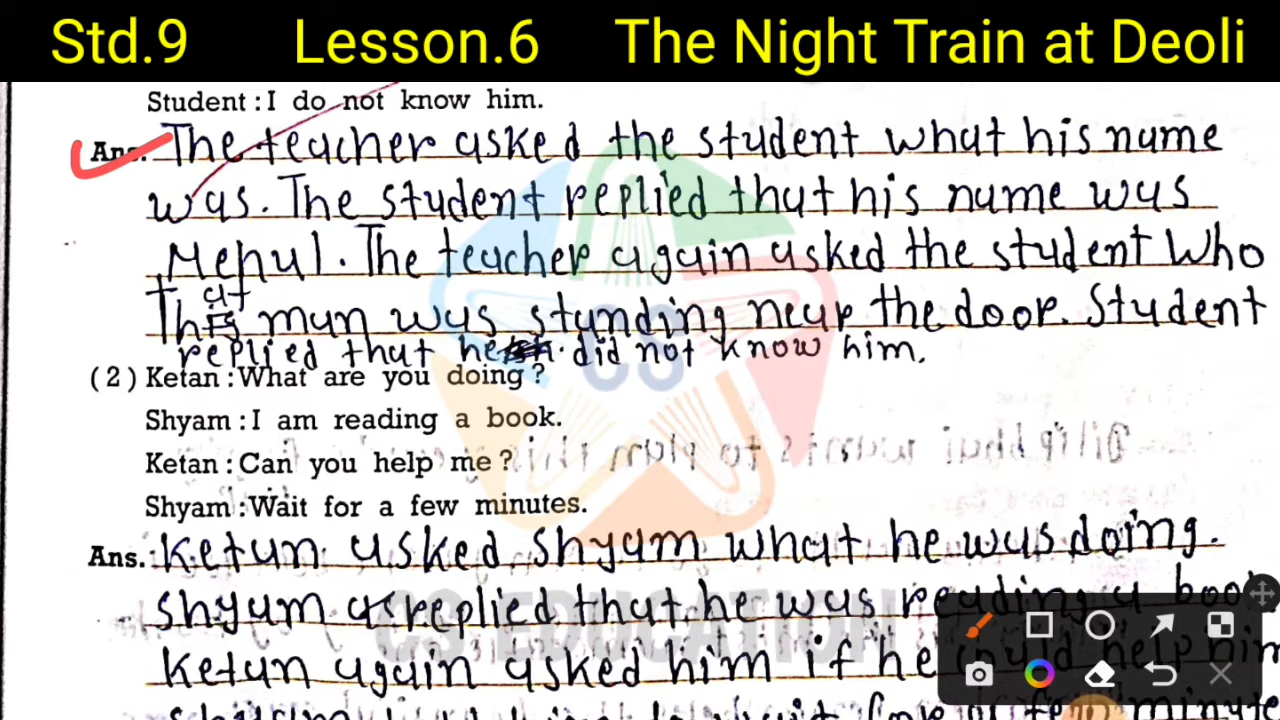 Std.9 Lesson.6 The Night Train at Deoli
Student : I do not know him.
Ans. The teacher asked the student what his name
was. The student replied that his name was
Mehul. The teacher again asked the student who
that man was standing near the door. Student
replied that he did not know him.
(2) Ketan : What are you doing ?
Shyam : I am reading a book.
Ketan : Can you help me ?
Shyam : Wait for a few minutes.
Ans. Ketan asked shyam what he was doing.
shyam replied that he was reading a boo
Ketan again asked him if he could help him
CS
CS EDUCATION